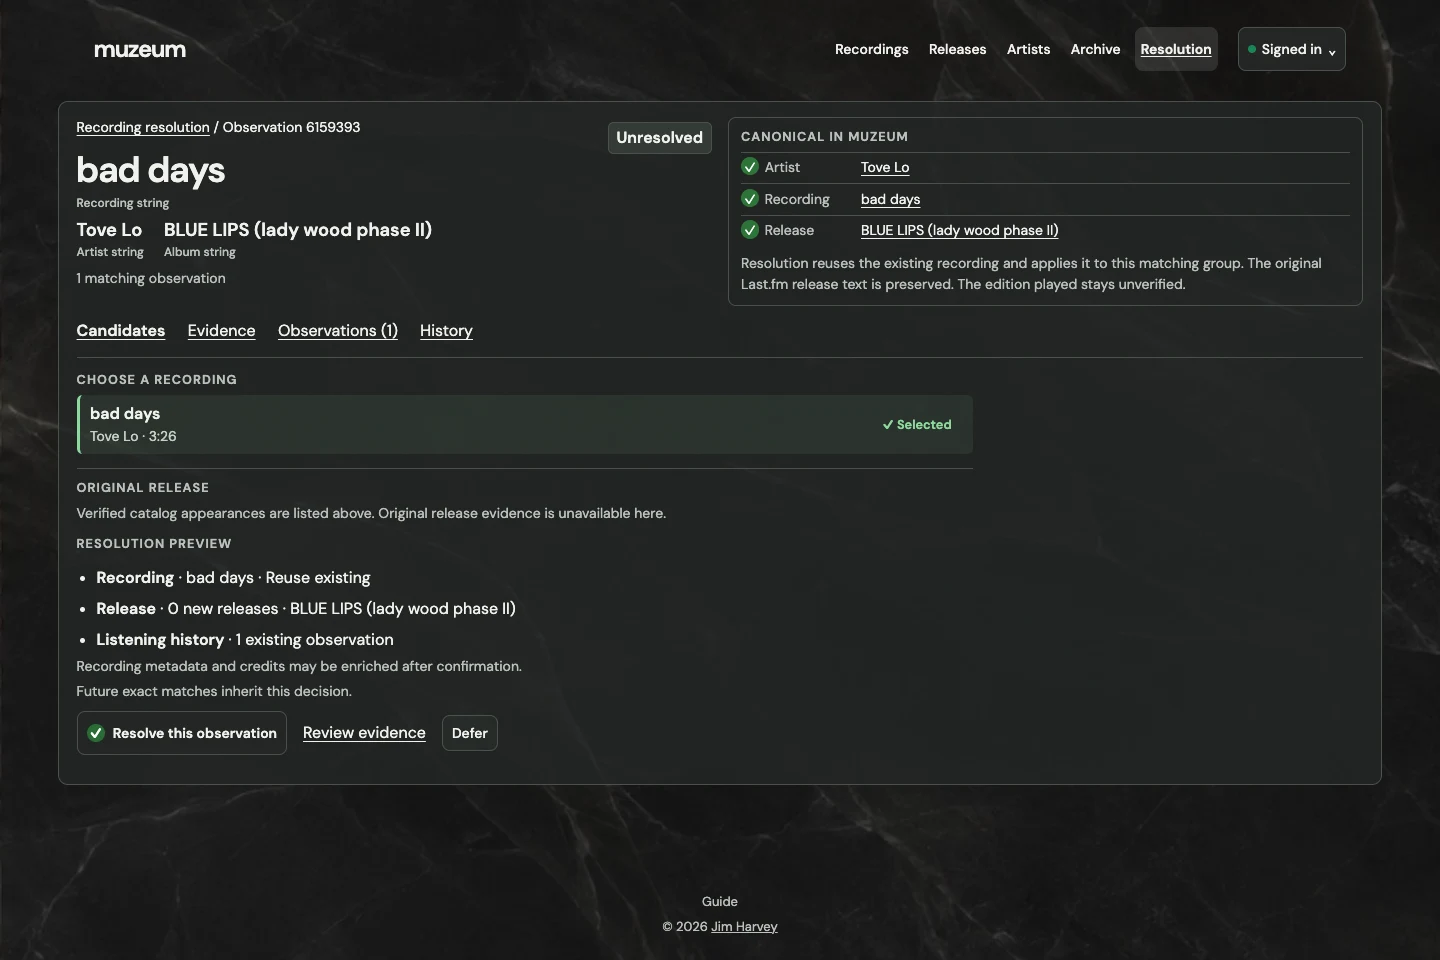 muzeum
Recordings Releases Artists Archive Resolution Signed in
Recording resolution / Observation 6159393
Unresolved
bad days
Recording string
Tove Lo BLUE LIPS (lady wood phase II)
Artist string Album string
1 matching observation
CANONICAL IN MUZEUM
Artist Tove Lo
Recording bad days
Release BLUE LIPS (lady wood phase II)
Resolution reuses the existing recording and applies it to this matching group. The original
Last.fm release text is preserved. The edition played stays unverified.
Candidates Evidence Observations (1) History
CHOOSE A RECORDING
bad days
Tove Lo · 3:26
✓ Selected
ORIGINAL RELEASE
Verified catalog appearances are listed above. Original release evidence is unavailable here.
RESOLUTION PREVIEW
• Recording · bad days · Reuse existing
• Release · 0 new releases · BLUE LIPS (lady wood phase II)
• Listening history · 1 existing observation
Recording metadata and credits may be enriched after confirmation.
Future exact matches inherit this decision.
Resolve this observation Review evidence Defer
Guide
© 2026 Jim Harvey